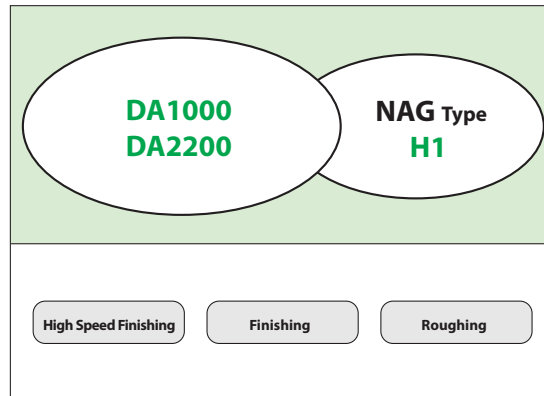 DA1000
DA2200
NAG Type
H1
High Speed Finishing
Finishing
Roughing